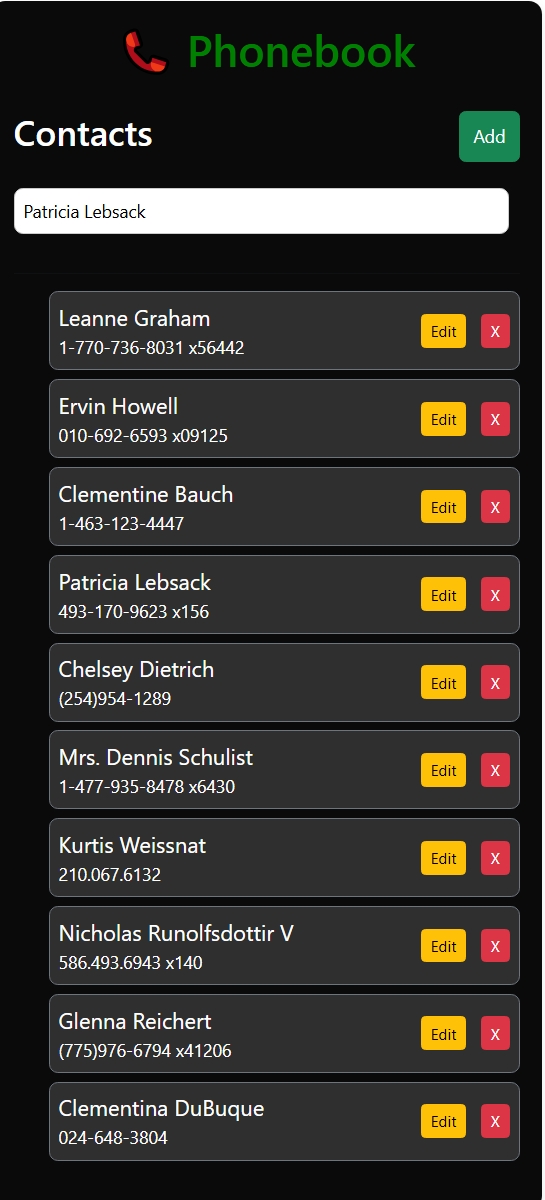 Phonebook
Contacts
Add
Patricia Lebsack
Leanne Graham
1-770-736-8031 x56442
Edit
X
Ervin Howell
010-692-6593 x09125
Edit
X
Clementine Bauch
1-463-123-4447
Edit
X
Patricia Lebsack
493-170-9623 x156
Edit
X
Chelsey Dietrich
(254)954-1289
Edit
X
Mrs. Dennis Schulist
1-477-935-8478 x6430
Edit
X
Kurtis Weissnat
210.067.6132
Edit
X
Nicholas Runolfsdottir V
586.493.6943 x140
Edit
X
Glenna Reichert
(775)976-6794 x41206
Edit
X
Clementina DuBuque
024-648-3804
Edit
X